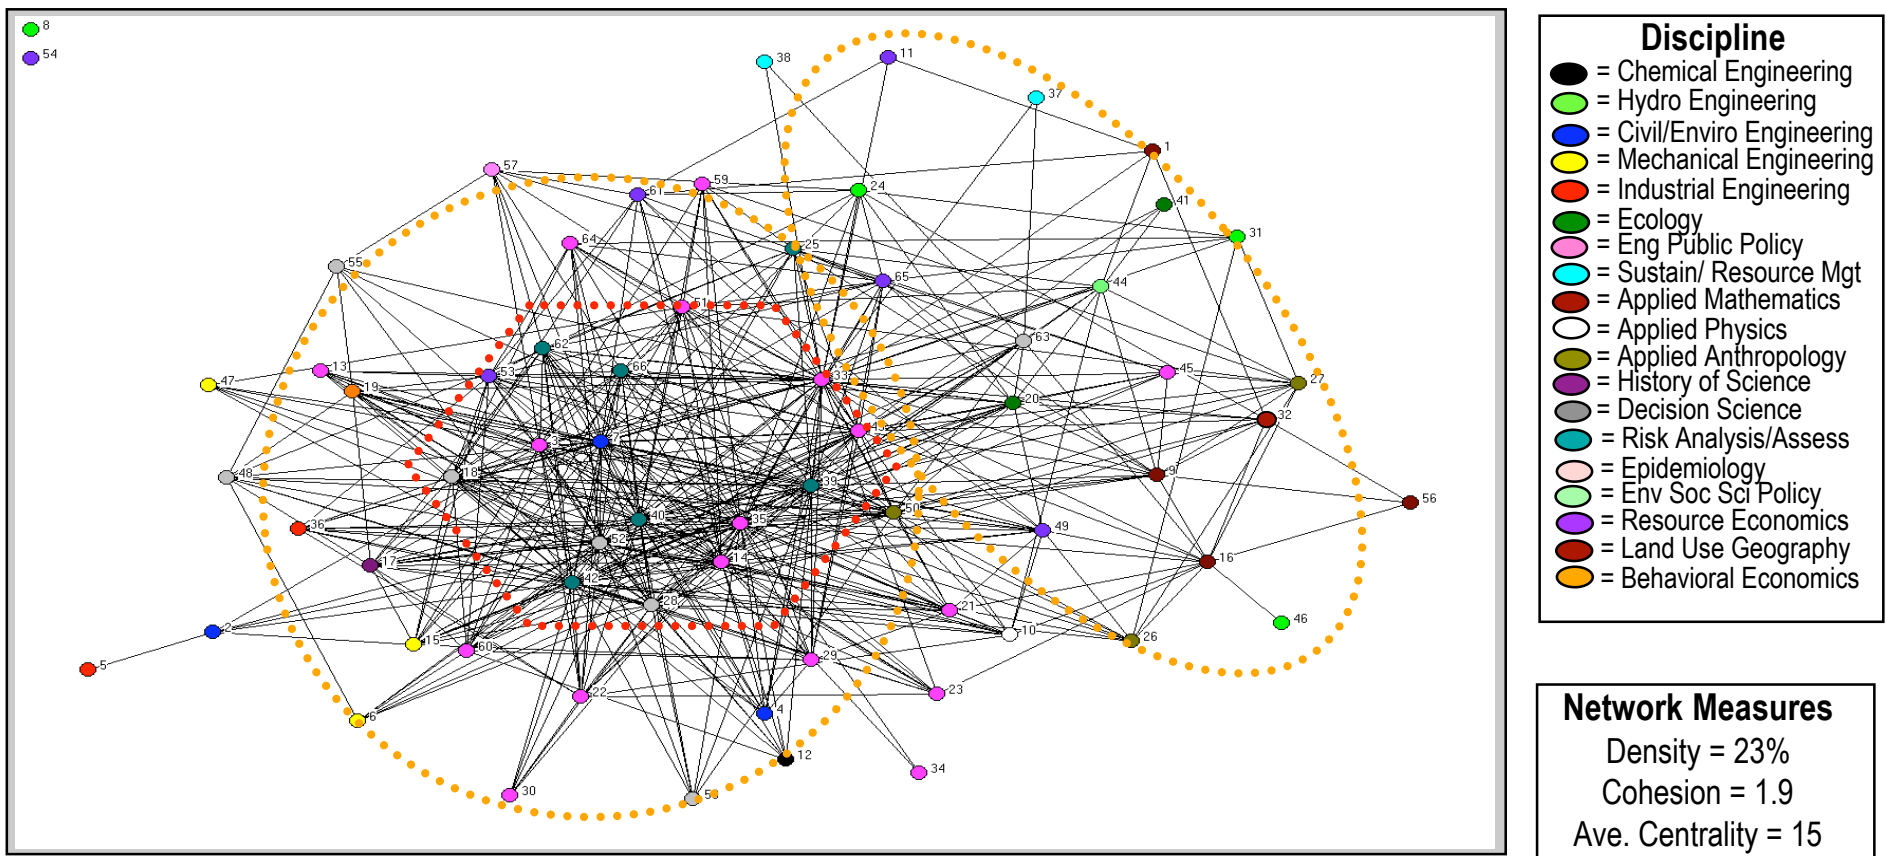 8
54
38
11
37
1
57
59
61
24
41
31
64
25
55
65
44
51
63
62
13
66
53
33
45
27
47
19
20
32
18
9
48
39
56
50
40
35
36
49
52
14
16
17
42
28
21
46
2
10
15
26
60
5
29
22
23
6
4
12
34
30
Discipline
= Chemical Engineering
= Hydro Engineering
= Civil/Enviro Engineering
= Mechanical Engineering
= Industrial Engineering
= Ecology
= Eng Public Policy
= Sustain/ Resource Mgt
= Applied Mathematics
= Applied Physics
= Applied Anthropology
= History of Science
= Decision Science
= Risk Analysis/Assess
= Epidemiology
= Env Soc Sci Policy
= Resource Economics
= Land Use Geography
= Behavioral Economics
Network Measures
Density = 23%
Cohesion = 1.9
Ave. Centrality = 15